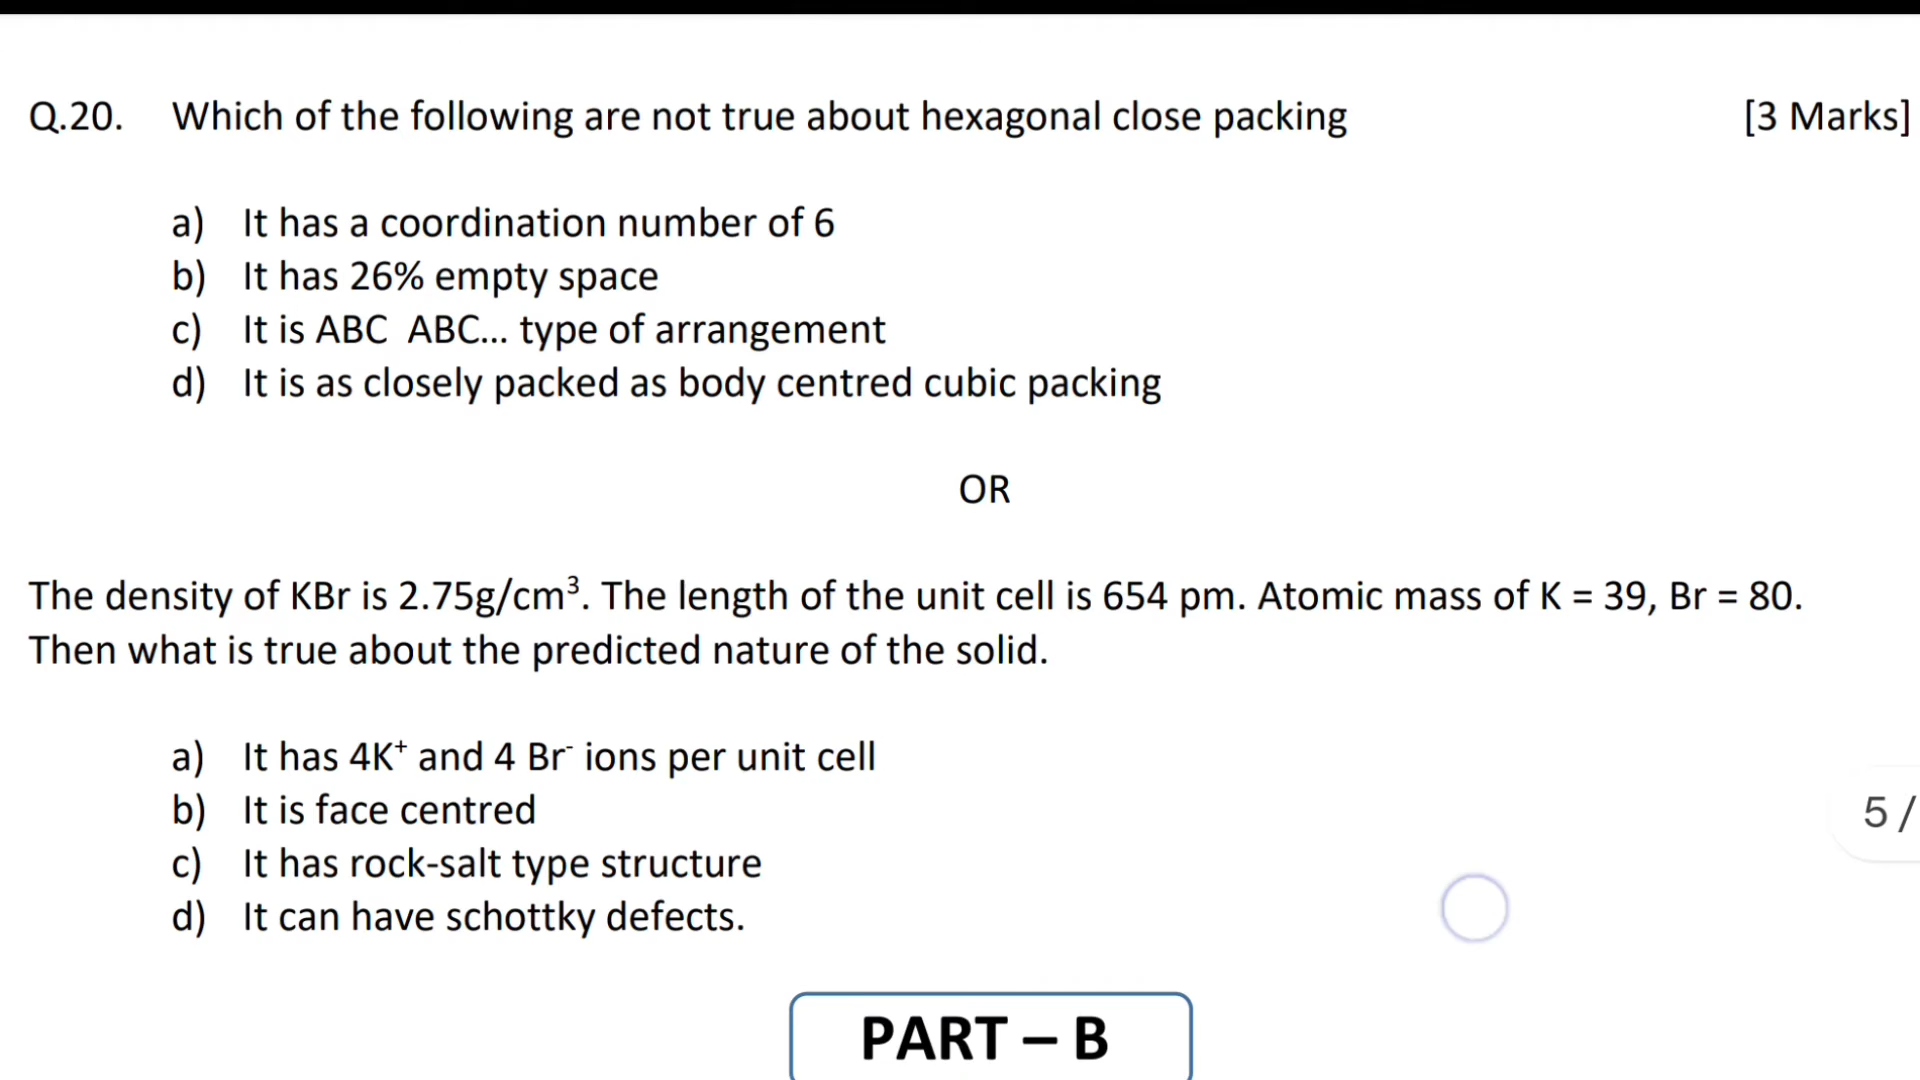 Q.20. Which of the following are not true about hexagonal close packing [3 Marks]
a) It has a coordination number of 6
b) It has 26% empty space
c) It is ABC ABC... type of arrangement
d) It is as closely packed as body centred cubic packing
OR
The density of KBr is 2.75g/cm³. The length of the unit cell is 654 pm. Atomic mass of K = 39, Br = 80.
Then what is true about the predicted nature of the solid.
a) It has 4K⁺ and 4 Br⁻ ions per unit cell
b) It is face centred
5 /
c) It has rock-salt type structure
d) It can have schottky defects.
PART – B